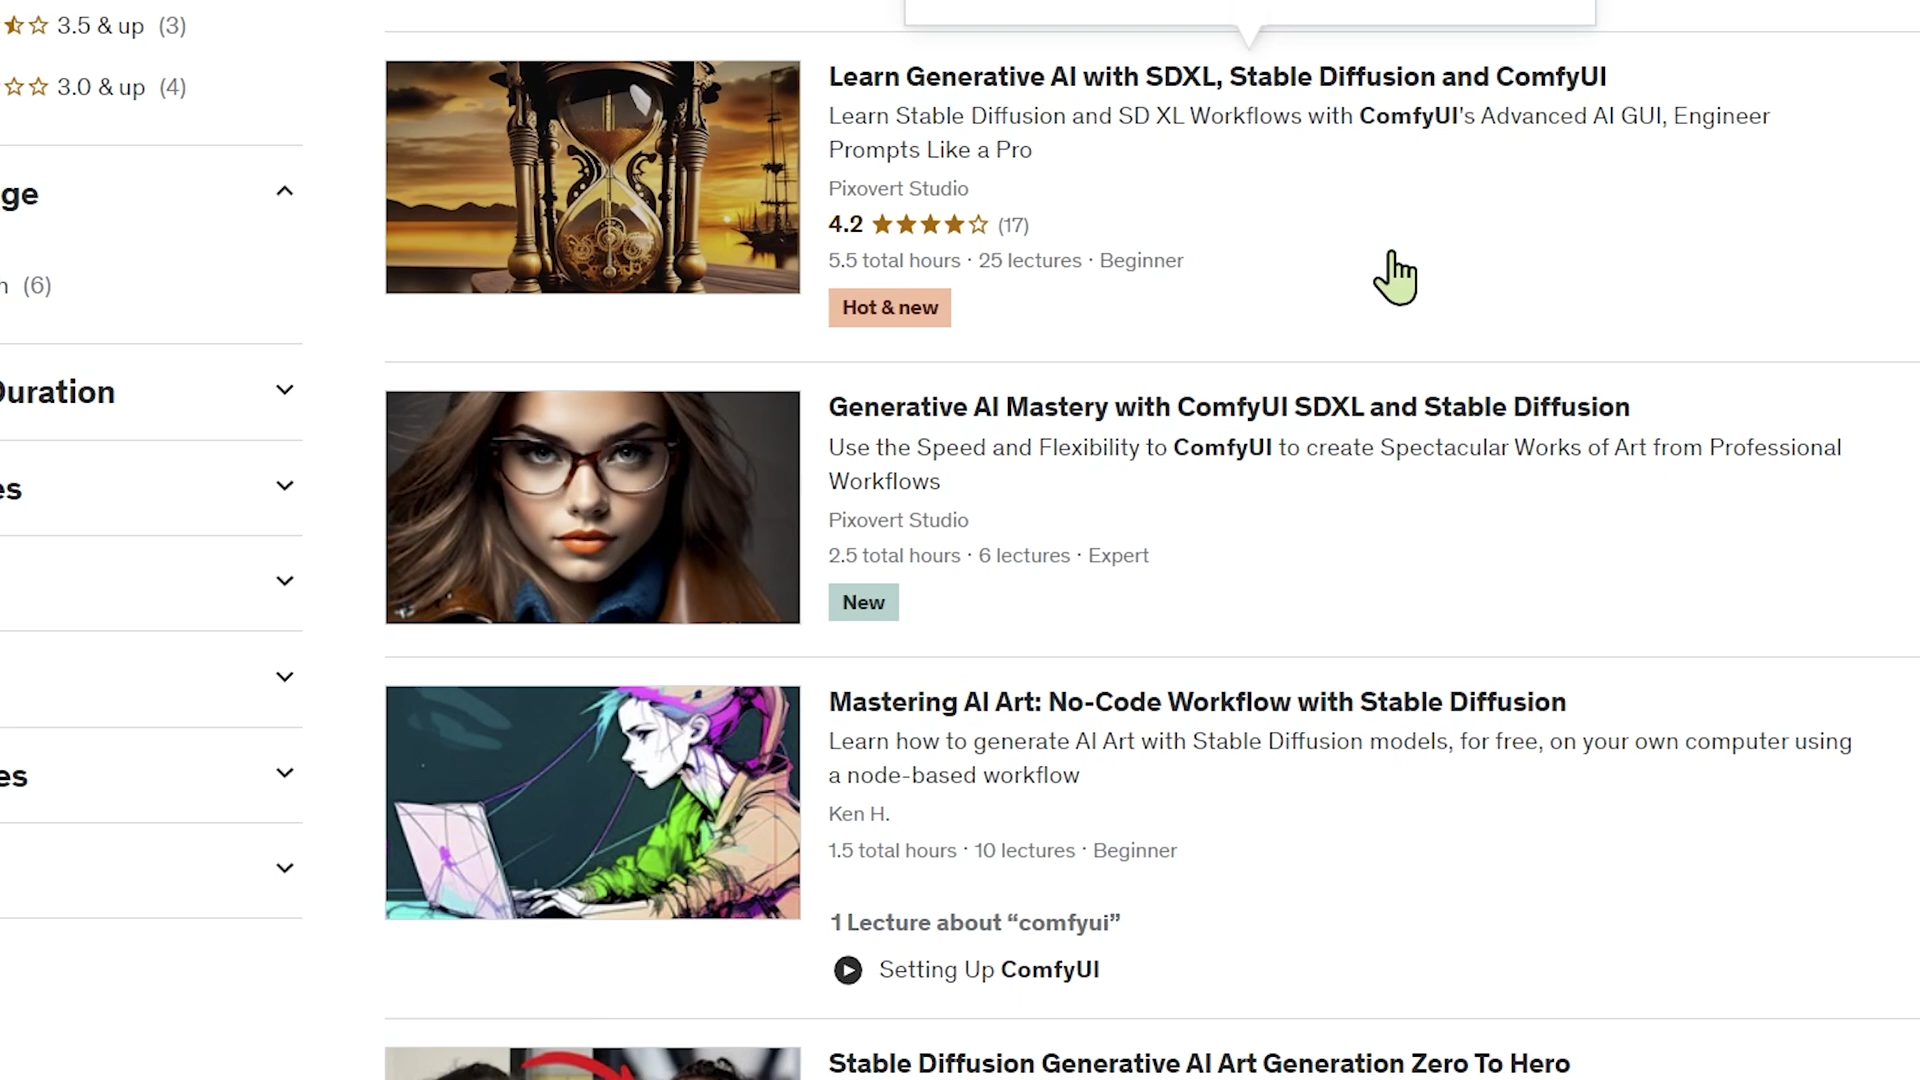 3.5 & up (3)
3.0 & up (4)
ge
(6)
Duration
es
es
Learn Generative AI with SDXL, Stable Diffusion and ComfyUI
Learn Stable Diffusion and SD XL Workflows with ComfyUI's Advanced AI GUI, Engineer
Prompts Like a Pro
Pixovert Studio
4.2 (17)
5.5 total hours · 25 lectures · Beginner
Hot & new
Generative AI Mastery with ComfyUI SDXL and Stable Diffusion
Use the Speed and Flexibility to ComfyUI to create Spectacular Works of Art from Professional
Workflows
Pixovert Studio
2.5 total hours · 6 lectures · Expert
New
Mastering AI Art: No-Code Workflow with Stable Diffusion
Learn how to generate AI Art with Stable Diffusion models, for free, on your own computer using
a node-based workflow
Ken H.
1.5 total hours · 10 lectures · Beginner
1 Lecture about “comfyui”
Setting Up ComfyUI
Stable Diffusion Generative AI Art Generation Zero To Hero